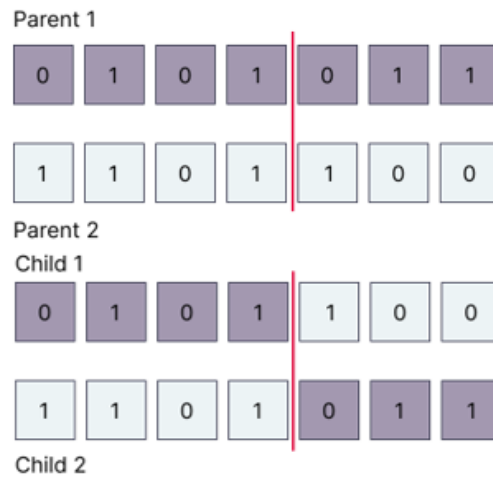 Parent 1
0 1 0 1 0 1 1
1 1 0 1 1 0 0
Parent 2
Child 1
0 1 0 1 1 0 0
1 1 0 1 0 1 1
Child 2